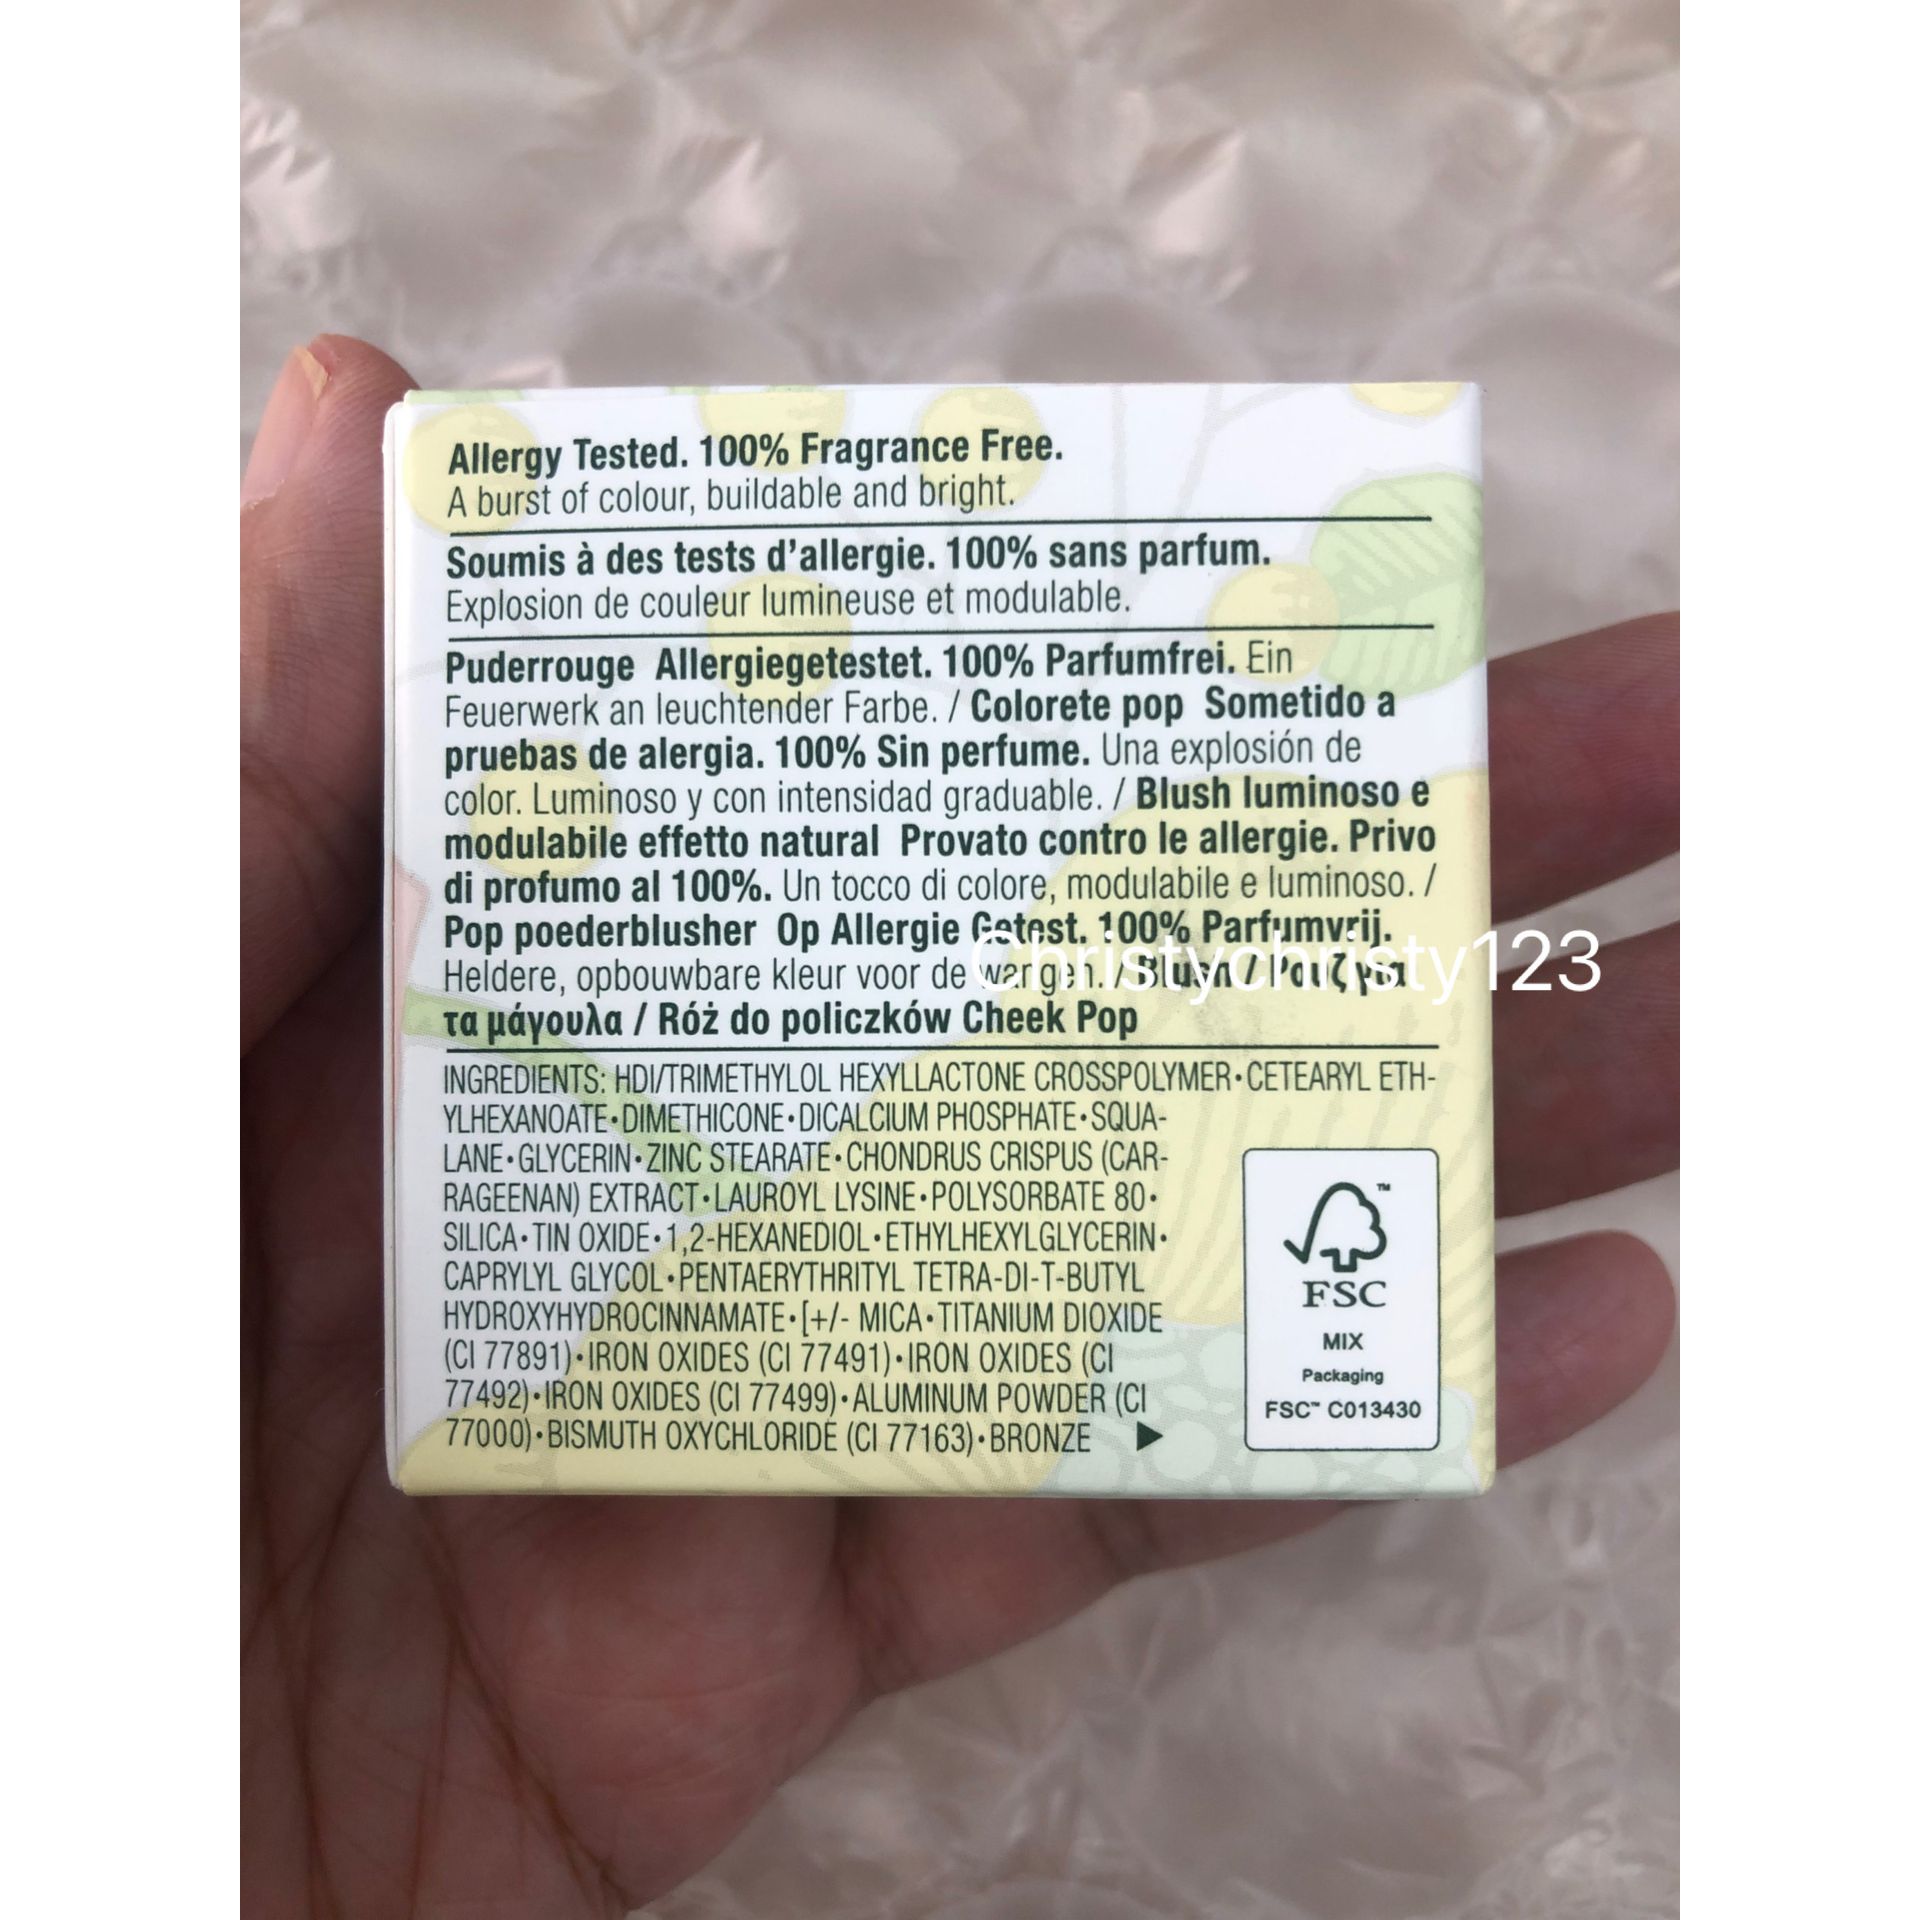 Allergy Tested. 100% Fragrance Free.
A burst of colour, buildable and bright.
Soumis à des tests d'allergie. 100% sans parfum.
Explosion de couleur lumineuse et modulable.
Puderrouge Allergiegetestet. 100% Parfumfrei. Ein
Feuerwerk an leuchtender Farbe. / Colorete pop Sometido a
pruebas de alergia. 100% Sin perfume. Una explosión de
color. Luminoso y con intensidad graduable. / Blush luminoso e
modulabile effetto natural Provato contro le allergie. Privo
di profumo al 100%. Un tocco di colore, modulabile e luminoso. /
Pop poederblusher Op Allergie Getest. 100% Parfumvrij.
Heldere, opbouwbare kleur voor de wangen. / Blush / Ρουζ για
τα μάγουλα / Róż do policzków Cheek Pop
Christychristy123
INGREDIENTS: HDI/TRIMETHYLOL HEXYLLACTONE CROSSPOLYMER•CETEARYL ETH-
YLHEXANOATE•DIMETHICONE•DICALCIUM PHOSPHATE•SQUA-
LANE•GLYCERIN•ZINC STEARATE•CHONDRUS CRISPUS (CAR-
RAGEENAN) EXTRACT•LAUROYL LYSINE•POLYSORBATE 80•
SILICA•TIN OXIDE•1,2-HEXANEDIOL•ETHYLHEXYLGLYCERIN•
CAPRYLYL GLYCOL•PENTAERYTHRITYL TETRA-DI-T-BUTYL
HYDROXYHYDROCINNAMATE•[+/- MICA•TITANIUM DIOXIDE
(CI 77891)•IRON OXIDES (CI 77491)•IRON OXIDES (CI
77492)•IRON OXIDES (CI 77499)•ALUMINUM POWDER (CI
77000)•BISMUTH OXYCHLORIDE (CI 77163)•BRONZE ▶
™
FSC
MIX
Packaging
FSC™ C013430